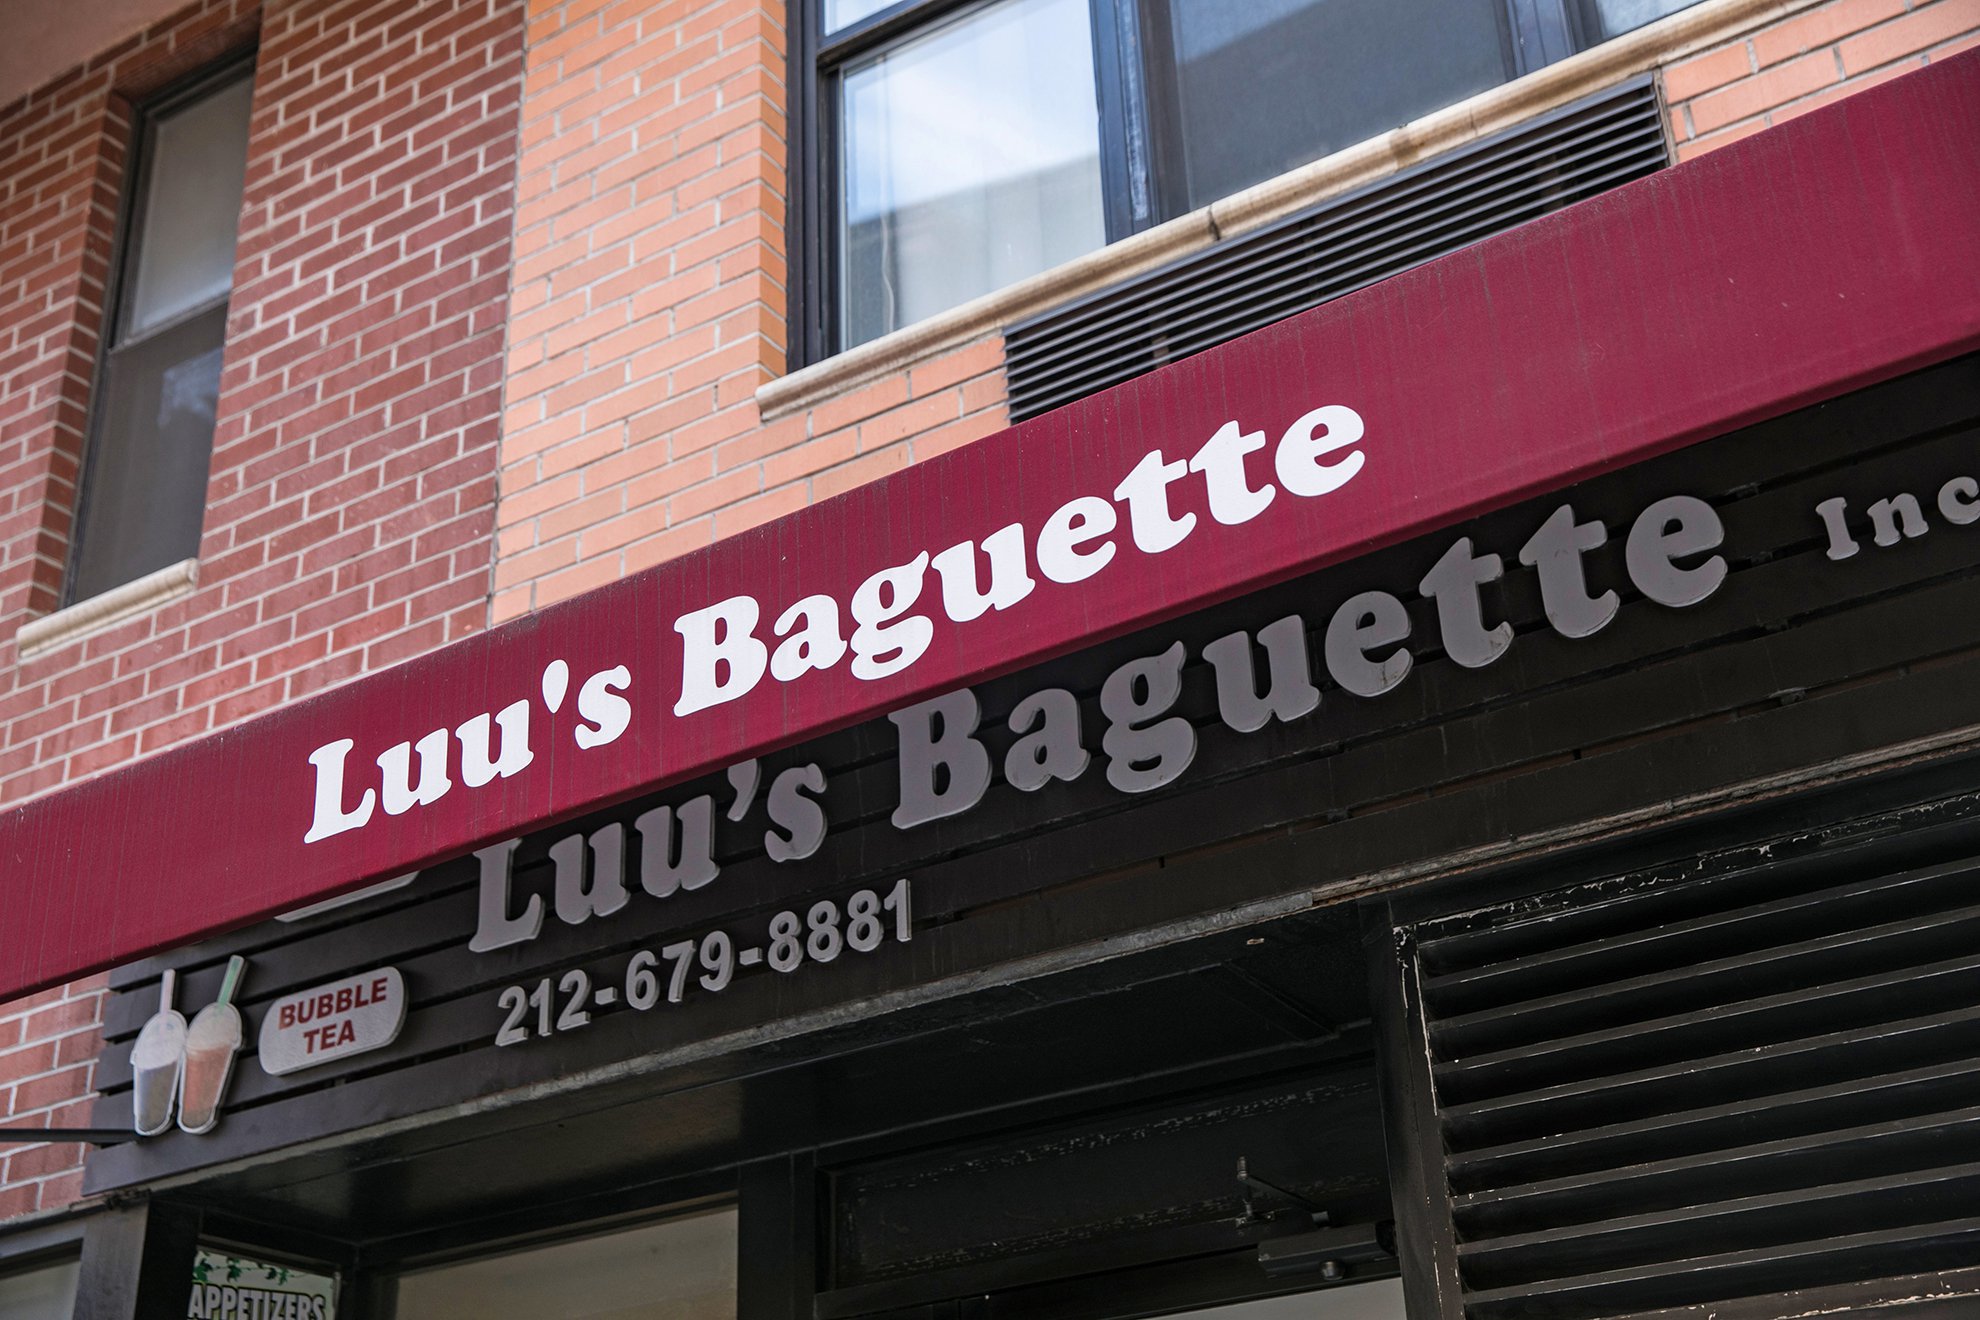 Luu's Baguette
Luu's Baguette Inc
212-679-8881
BUBBLE
TEA
APPETIZERS